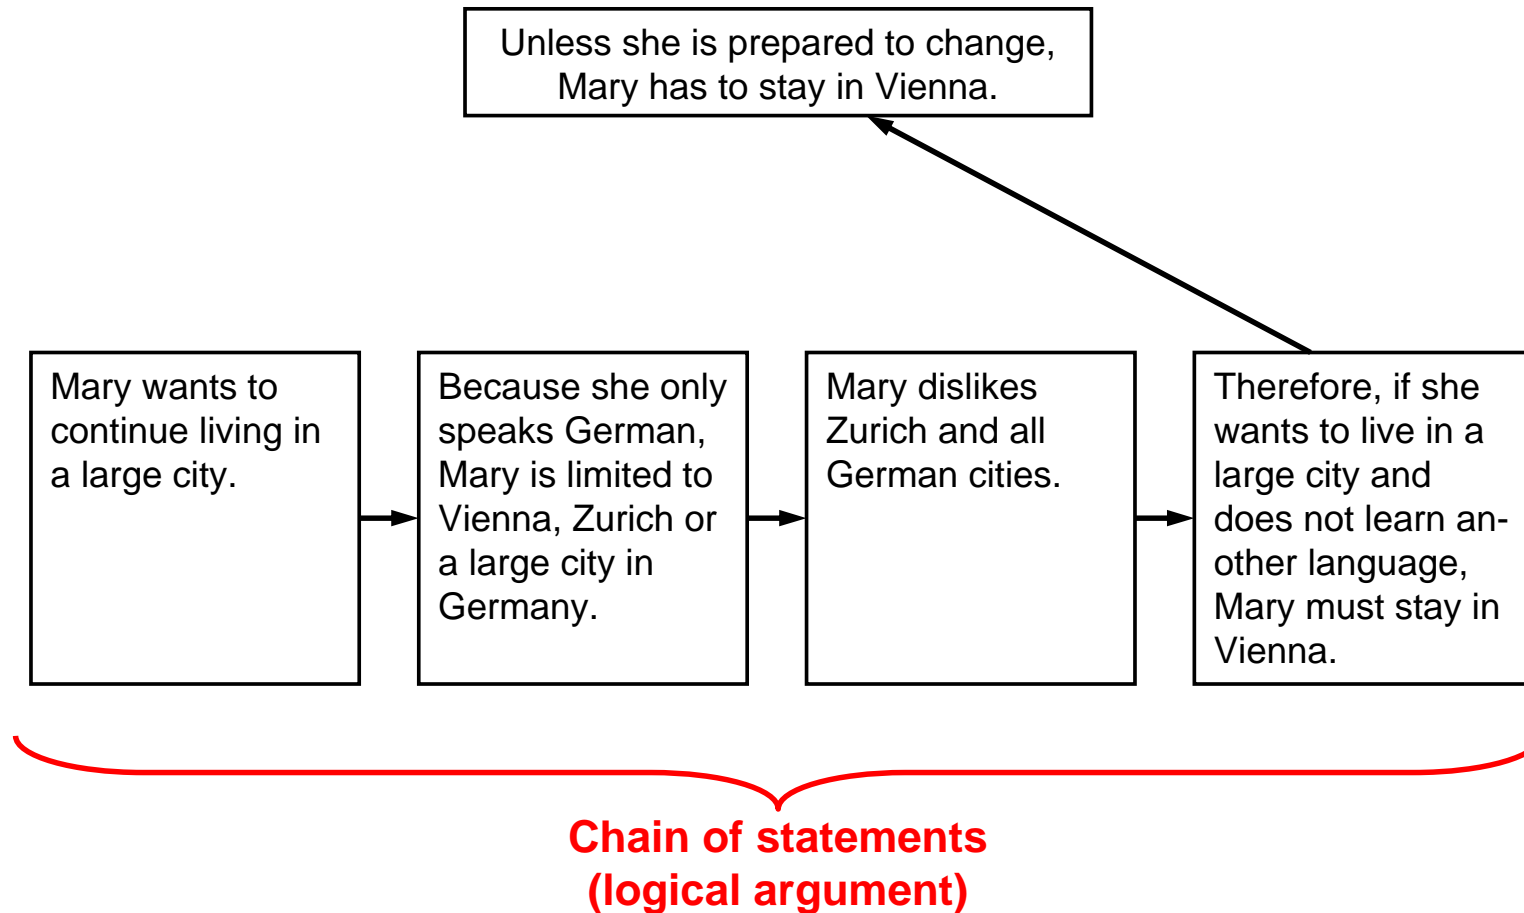 Unless she is prepared to change,
Mary has to stay in Vienna.
Mary wants to
continue living in
a large city.
Because she only
speaks German,
Mary is limited to
Vienna, Zurich or
a large city in
Germany.
Mary dislikes
Zurich and all
German cities.
Therefore, if she
wants to live in a
large city and
does not learn an-
other language,
Mary must stay in
Vienna.
Chain of statements
(logical argument)